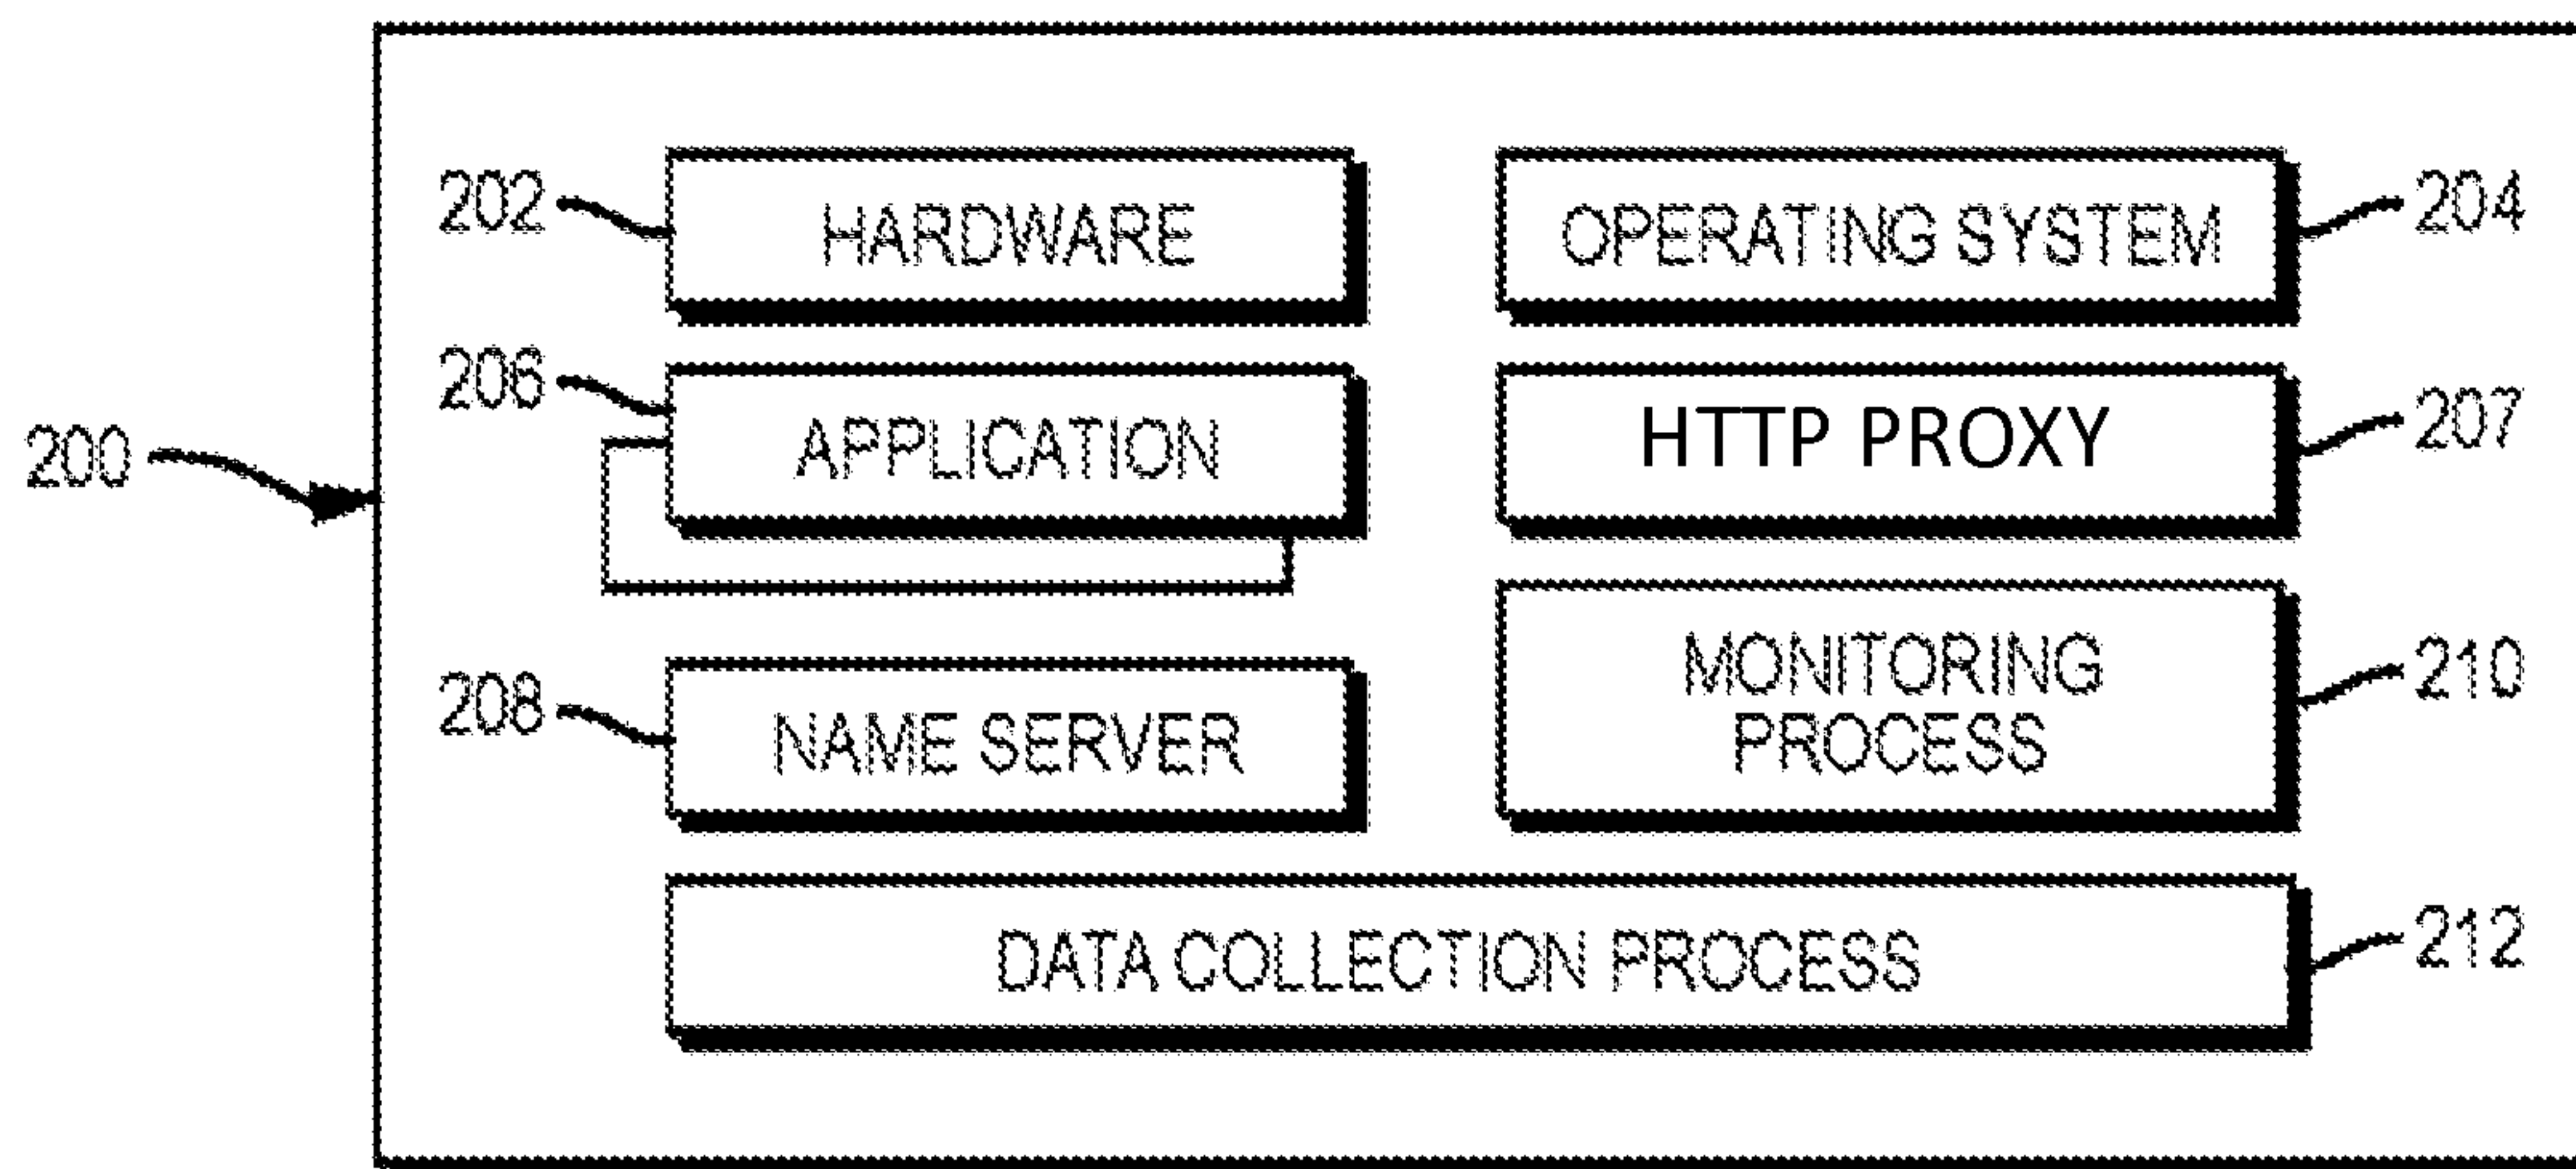 202
HARDWARE
OPERATING SYSTEM
204
206
APPLICATION
HTTP PROXY
207
200
208
NAME SERVER
MONITORING
PROCESS
210
DATA COLLECTION PROCESS
212